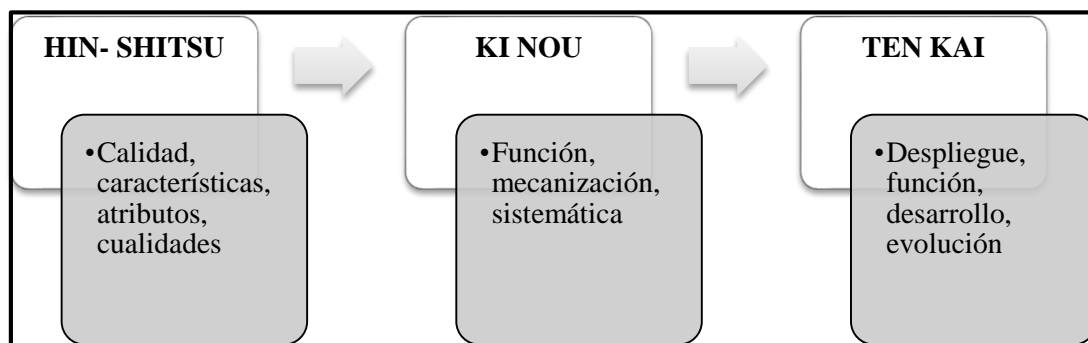 HIN- SHITSU
•Calidad,
características,
atributos,
cualidades
KI NOU
•Función,
mecanización,
sistemática
TEN KAI
•Despliegue,
función,
desarrollo,
evolución